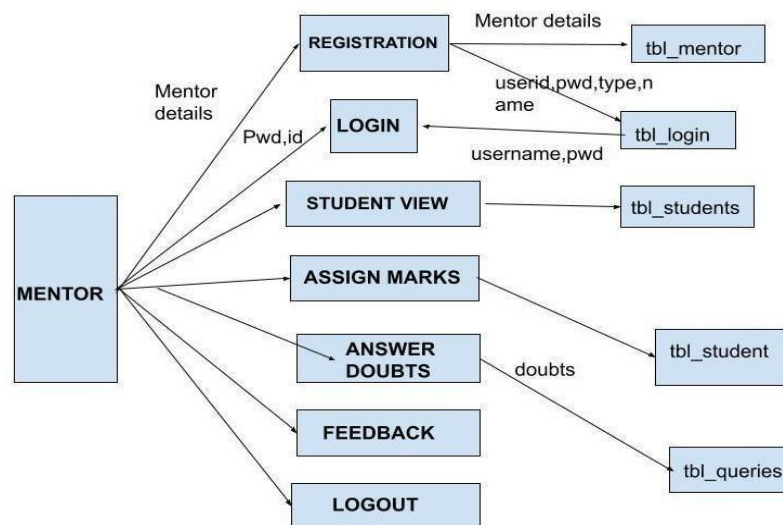 Mentor details
REGISTRATION
tbl_mentor
Mentor
details
userid,pwd,type,n
ame
Pwd,id
LOGIN
tbl_login
username,pwd
STUDENT VIEW
tbl_students
MENTOR
ASSIGN MARKS
ANSWER
DOUBTS
doubts
tbl_student
FEEDBACK
tbl_queries
LOGOUT